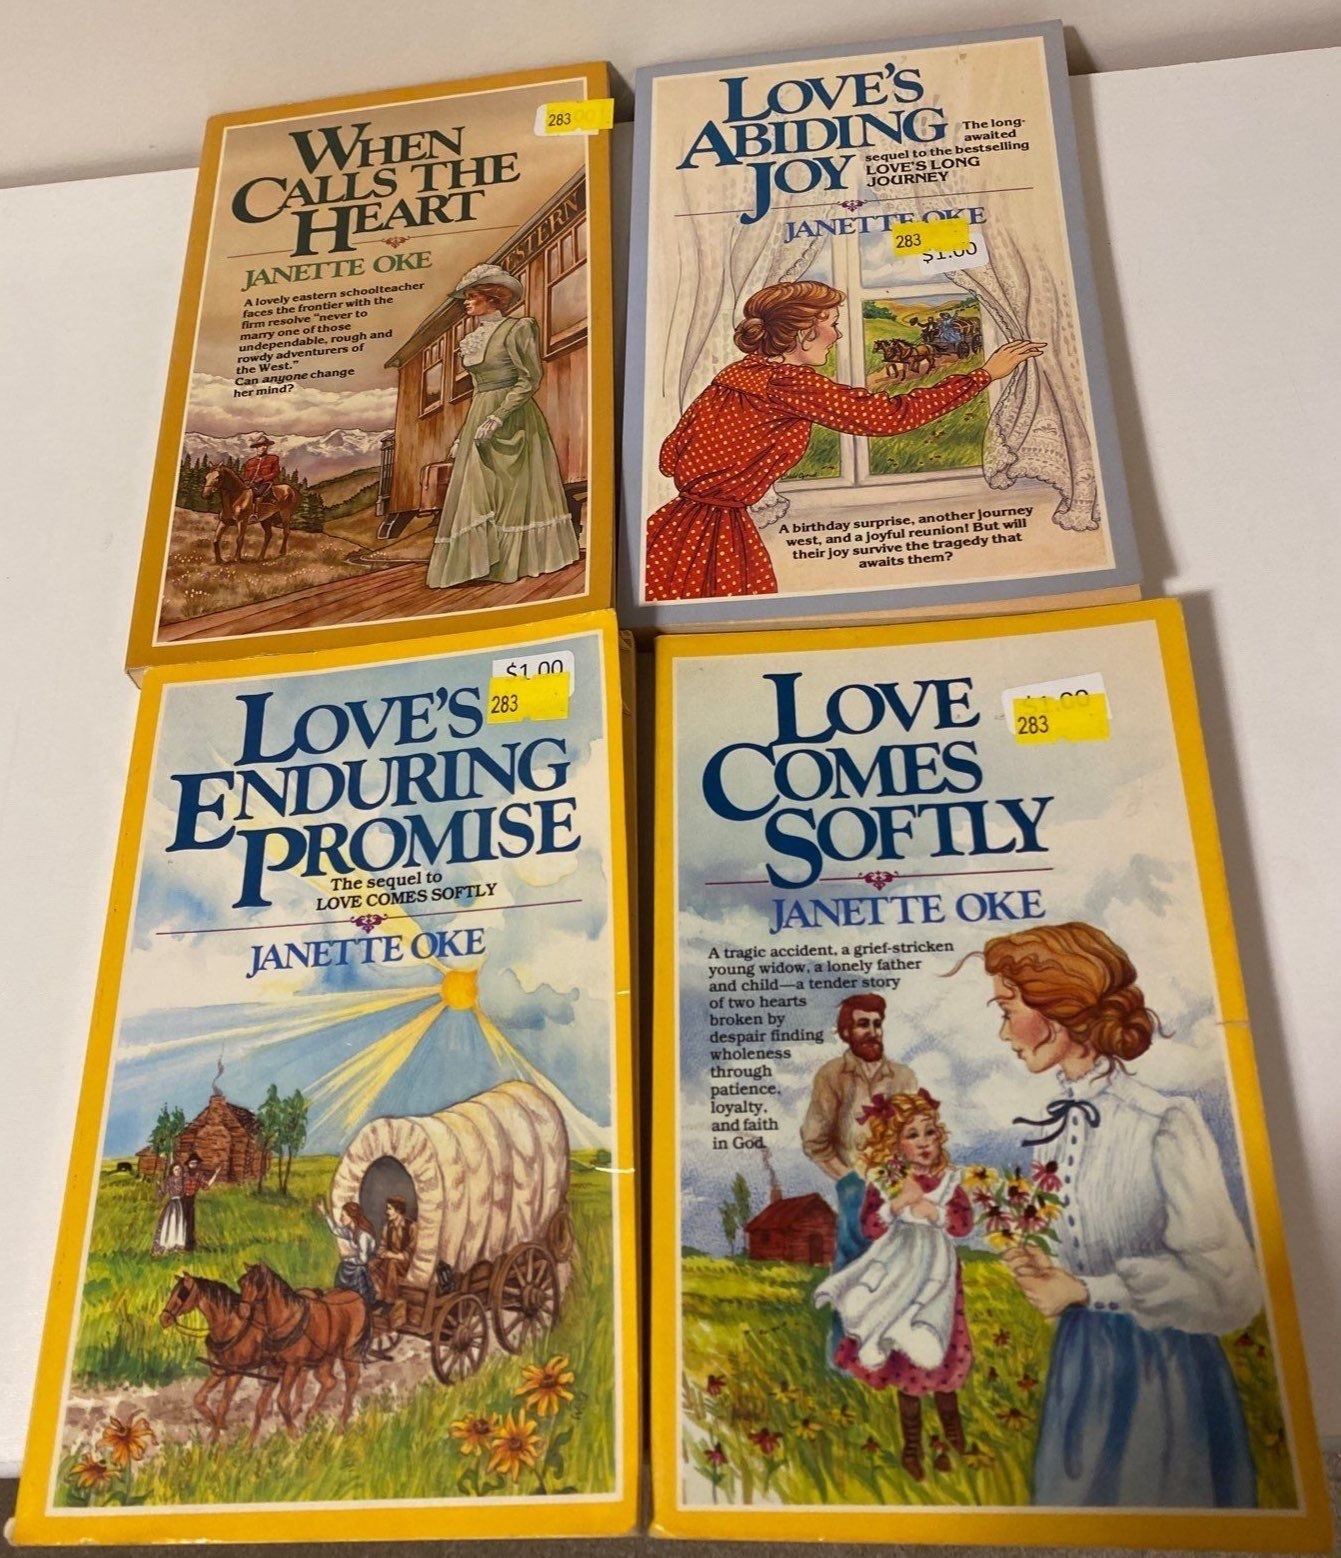 WHEN
CALLS THE
HEART
JANETTE OKE
A lovely eastern schoolteacher
faces the frontier with the
firm resolve "never to
marry one of those
undependable, rough and
rowdy adventurers of
the West."
Can anyone change
her mind?
283
ESTERN
LOVE'S
ABIDING
JOY
The long-
awaited
sequel to the bestselling
LOVE'S LONG
JOURNEY
JANETTE OKE
283
$1.00
A birthday surprise, another journey
west, and a joyful reunion! But will
their joy survive the tragedy that
awaits them?
$1.00
283
LOVE'S
ENDURING
PROMISE
The sequel to
LOVE COMES SOFTLY
JANETTE OKE
$1.00
283
LOVE
COMES
SOFTLY
JANETTE OKE
A tragic accident, a grief-stricken
young widow, a lonely father
and child—a tender story
of two hearts
broken by
despair finding
wholeness
through
patience,
loyalty,
and faith
in God.